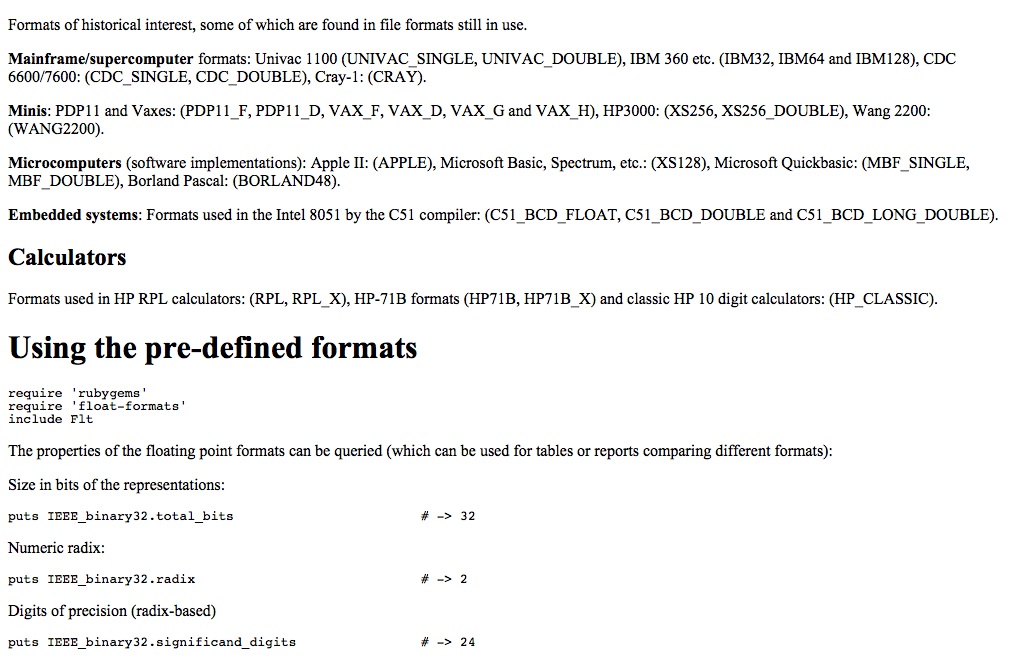 Formats of historical interest, some of which are found in file formats still in use.
Mainframe/supercomputer formats: Univac 1100 (UNIVAC_SINGLE, UNIVAC_DOUBLE), IBM 360 etc. (IBM32, IBM64 and IBM128), CDC
6600/7600: (CDC_SINGLE, CDC_DOUBLE), Cray-1: (CRAY).
Minis: PDP11 and Vaxes: (PDP11_F, PDP11_D, VAX_F, VAX_D, VAX_G and VAX_H), HP3000: (XS256, XS256_DOUBLE), Wang 2200:
(WANG2200).
Microcomputers (software implementations): Apple II: (APPLE), Microsoft Basic, Spectrum, etc.: (XS128), Microsoft Quickbasic: (MBF_SINGLE,
MBF_DOUBLE), Borland Pascal: (BORLAND48).
Embedded systems: Formats used in the Intel 8051 by the C51 compiler: (C51_BCD_FLOAT, C51_BCD_DOUBLE and C51_BCD_LONG_DOUBLE).
Calculators
Formats used in HP RPL calculators: (RPL, RPL_X), HP-71B formats (HP71B, HP71B_X) and classic HP 10 digit calculators: (HP_CLASSIC).
Using the pre-defined formats
require 'rubygems'
require 'float-formats'
include Flt
The properties of the floating point formats can be queried (which can be used for tables or reports comparing different formats):
Size in bits of the representations:
puts IEEE_binary32.total_bits # -> 32
Numeric radix:
puts IEEE_binary32.radix # -> 2
Digits of precision (radix-based)
puts IEEE_binary32.significand_digits # -> 24